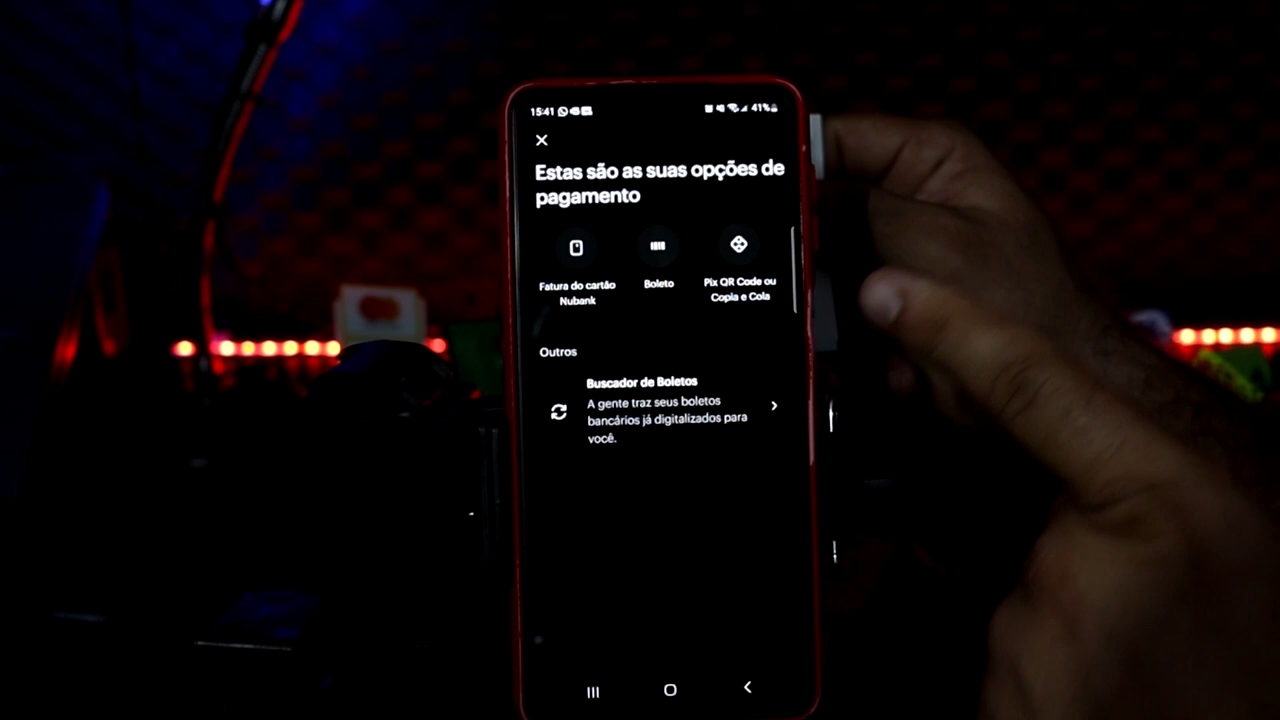 15:41
41%
Estas são as suas opções de
pagamento
Fatura do cartão
Nubank
Boleto
Pix QR Code ou
Copia e Cola
Outros
Buscador de Boletos
A gente traz seus boletos
bancários já digitalizados para
você.